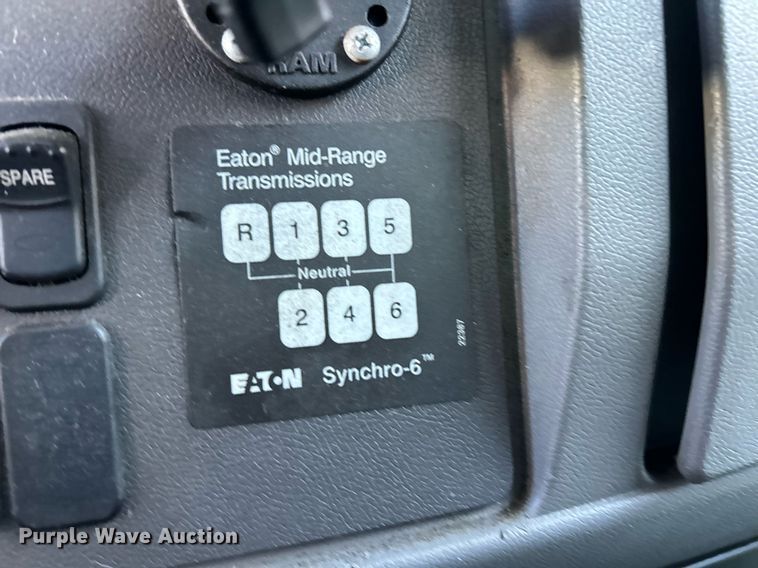 RAM
SPARE
Eaton® Mid-Range
Transmissions
R 1 3 5
Neutral
2 4 6
22367
EATON Synchro-6™
Purple Wave Auction